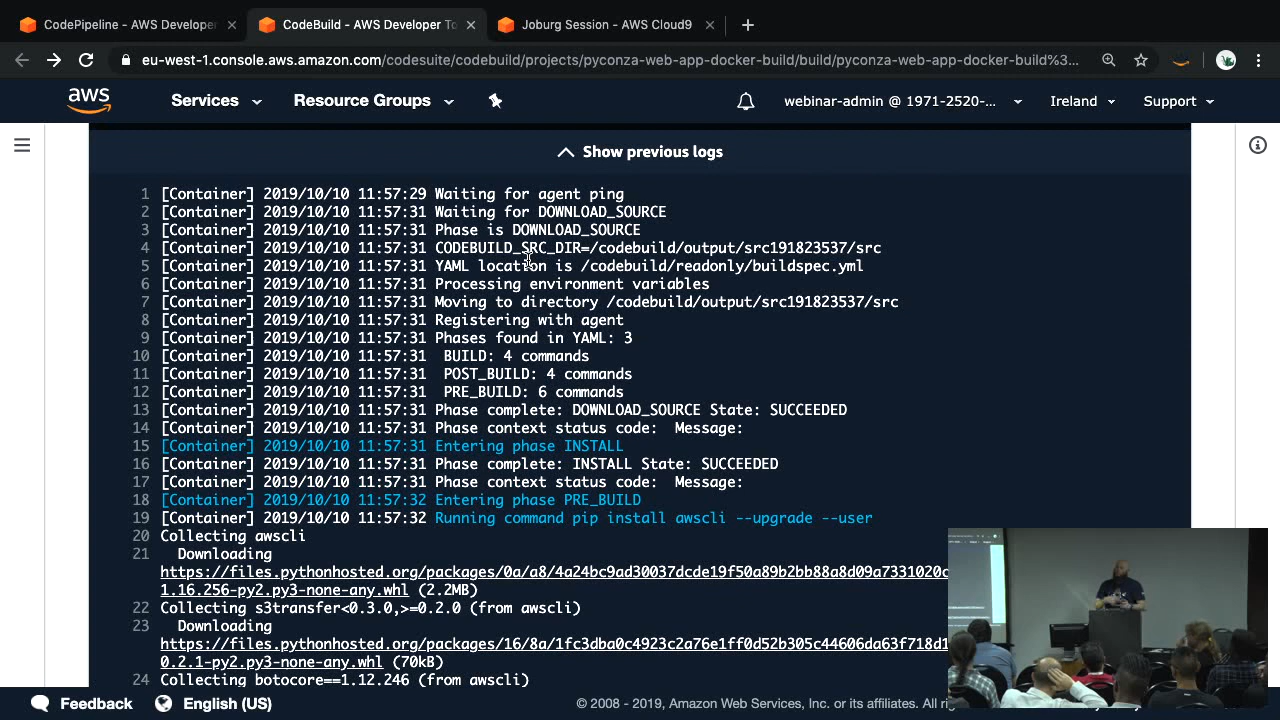 CodePipeline - AWS Developer
CodeBuild - AWS Developer To
Joburg Session - AWS Cloud9
eu-west-1.console.aws.amazon.com/codesuite/codebuild/projects/pyconza-web-app-docker-build/build/pyconza-web-app-docker-build%3...
aws Services Resource Groups webinar-admin @ 1971-2520-... Ireland Support
Show previous logs
1 [Container] 2019/10/10 11:57:29 Waiting for agent ping
2 [Container] 2019/10/10 11:57:31 Waiting for DOWNLOAD_SOURCE
3 [Container] 2019/10/10 11:57:31 Phase is DOWNLOAD_SOURCE
4 [Container] 2019/10/10 11:57:31 CODEBUILD_SRC_DIR=/codebuild/output/src191823537/src
5 [Container] 2019/10/10 11:57:31 YAML location is /codebuild/readonly/buildspec.yml
6 [Container] 2019/10/10 11:57:31 Processing environment variables
7 [Container] 2019/10/10 11:57:31 Moving to directory /codebuild/output/src191823537/src
8 [Container] 2019/10/10 11:57:31 Registering with agent
9 [Container] 2019/10/10 11:57:31 Phases found in YAML: 3
10 [Container] 2019/10/10 11:57:31 BUILD: 4 commands
11 [Container] 2019/10/10 11:57:31 POST_BUILD: 4 commands
12 [Container] 2019/10/10 11:57:31 PRE_BUILD: 6 commands
13 [Container] 2019/10/10 11:57:31 Phase complete: DOWNLOAD_SOURCE State: SUCCEEDED
14 [Container] 2019/10/10 11:57:31 Phase context status code: Message:
15 [Container] 2019/10/10 11:57:31 Entering phase INSTALL
16 [Container] 2019/10/10 11:57:31 Phase complete: INSTALL State: SUCCEEDED
17 [Container] 2019/10/10 11:57:31 Phase context status code: Message:
18 [Container] 2019/10/10 11:57:32 Entering phase PRE_BUILD
19 [Container] 2019/10/10 11:57:32 Running command pip install awscli --upgrade --user
20 Collecting awscli
21 Downloading
https://files.pythonhosted.org/packages/0a/a8/4a24bc9ad30037dcde19f50a89b2bb88a8d09a7331020c
1.16.256-py2.py3-none-any.whl (2.2MB)
22 Collecting s3transfer<0.3.0,>=0.2.0 (from awscli)
23 Downloading
https://files.pythonhosted.org/packages/16/8a/1fc3dba0c4923c2a76e1ff0d52b305c44606da63f718d1
0.2.1-py2.py3-none-any.whl (70kB)
24 Collecting botocore==1.12.246 (from awscli)
Feedback English (US) © 2008 - 2019, Amazon Web Services, Inc. or its affiliates. All